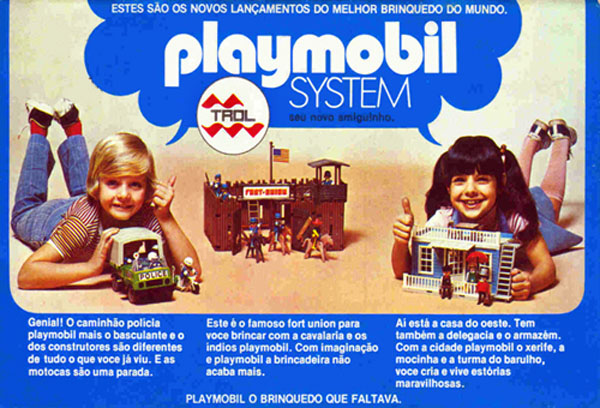 ESTES SÃO OS NOVOS LANÇAMENTOS DO MELHOR BRINQUEDO DO MUNDO.
playmobil
SYSTEM
seu novo amiguinho.
TROL
FORT-UNION
POLICE
Genial! O caminhão polícia
playmobil mais o basculante e o
dos construtores são diferentes
de tudo o que voce já viu. E as
motocas são uma parada.
Este è o famoso fort union para
voce brincar com a cavalaria e os
índios playmobil. Com imaginação
e playmobil a brincadeira não
acaba mais.
Ai está a casa do oeste. Tem
também a delegacia e o armazém.
Com a cidade playmobil o xerife, a
mocinha e a turma do barulho,
voce cria e vive estórias
maravilhosas.
PLAYMOBIL O BRINQUEDO QUE FALTAVA.